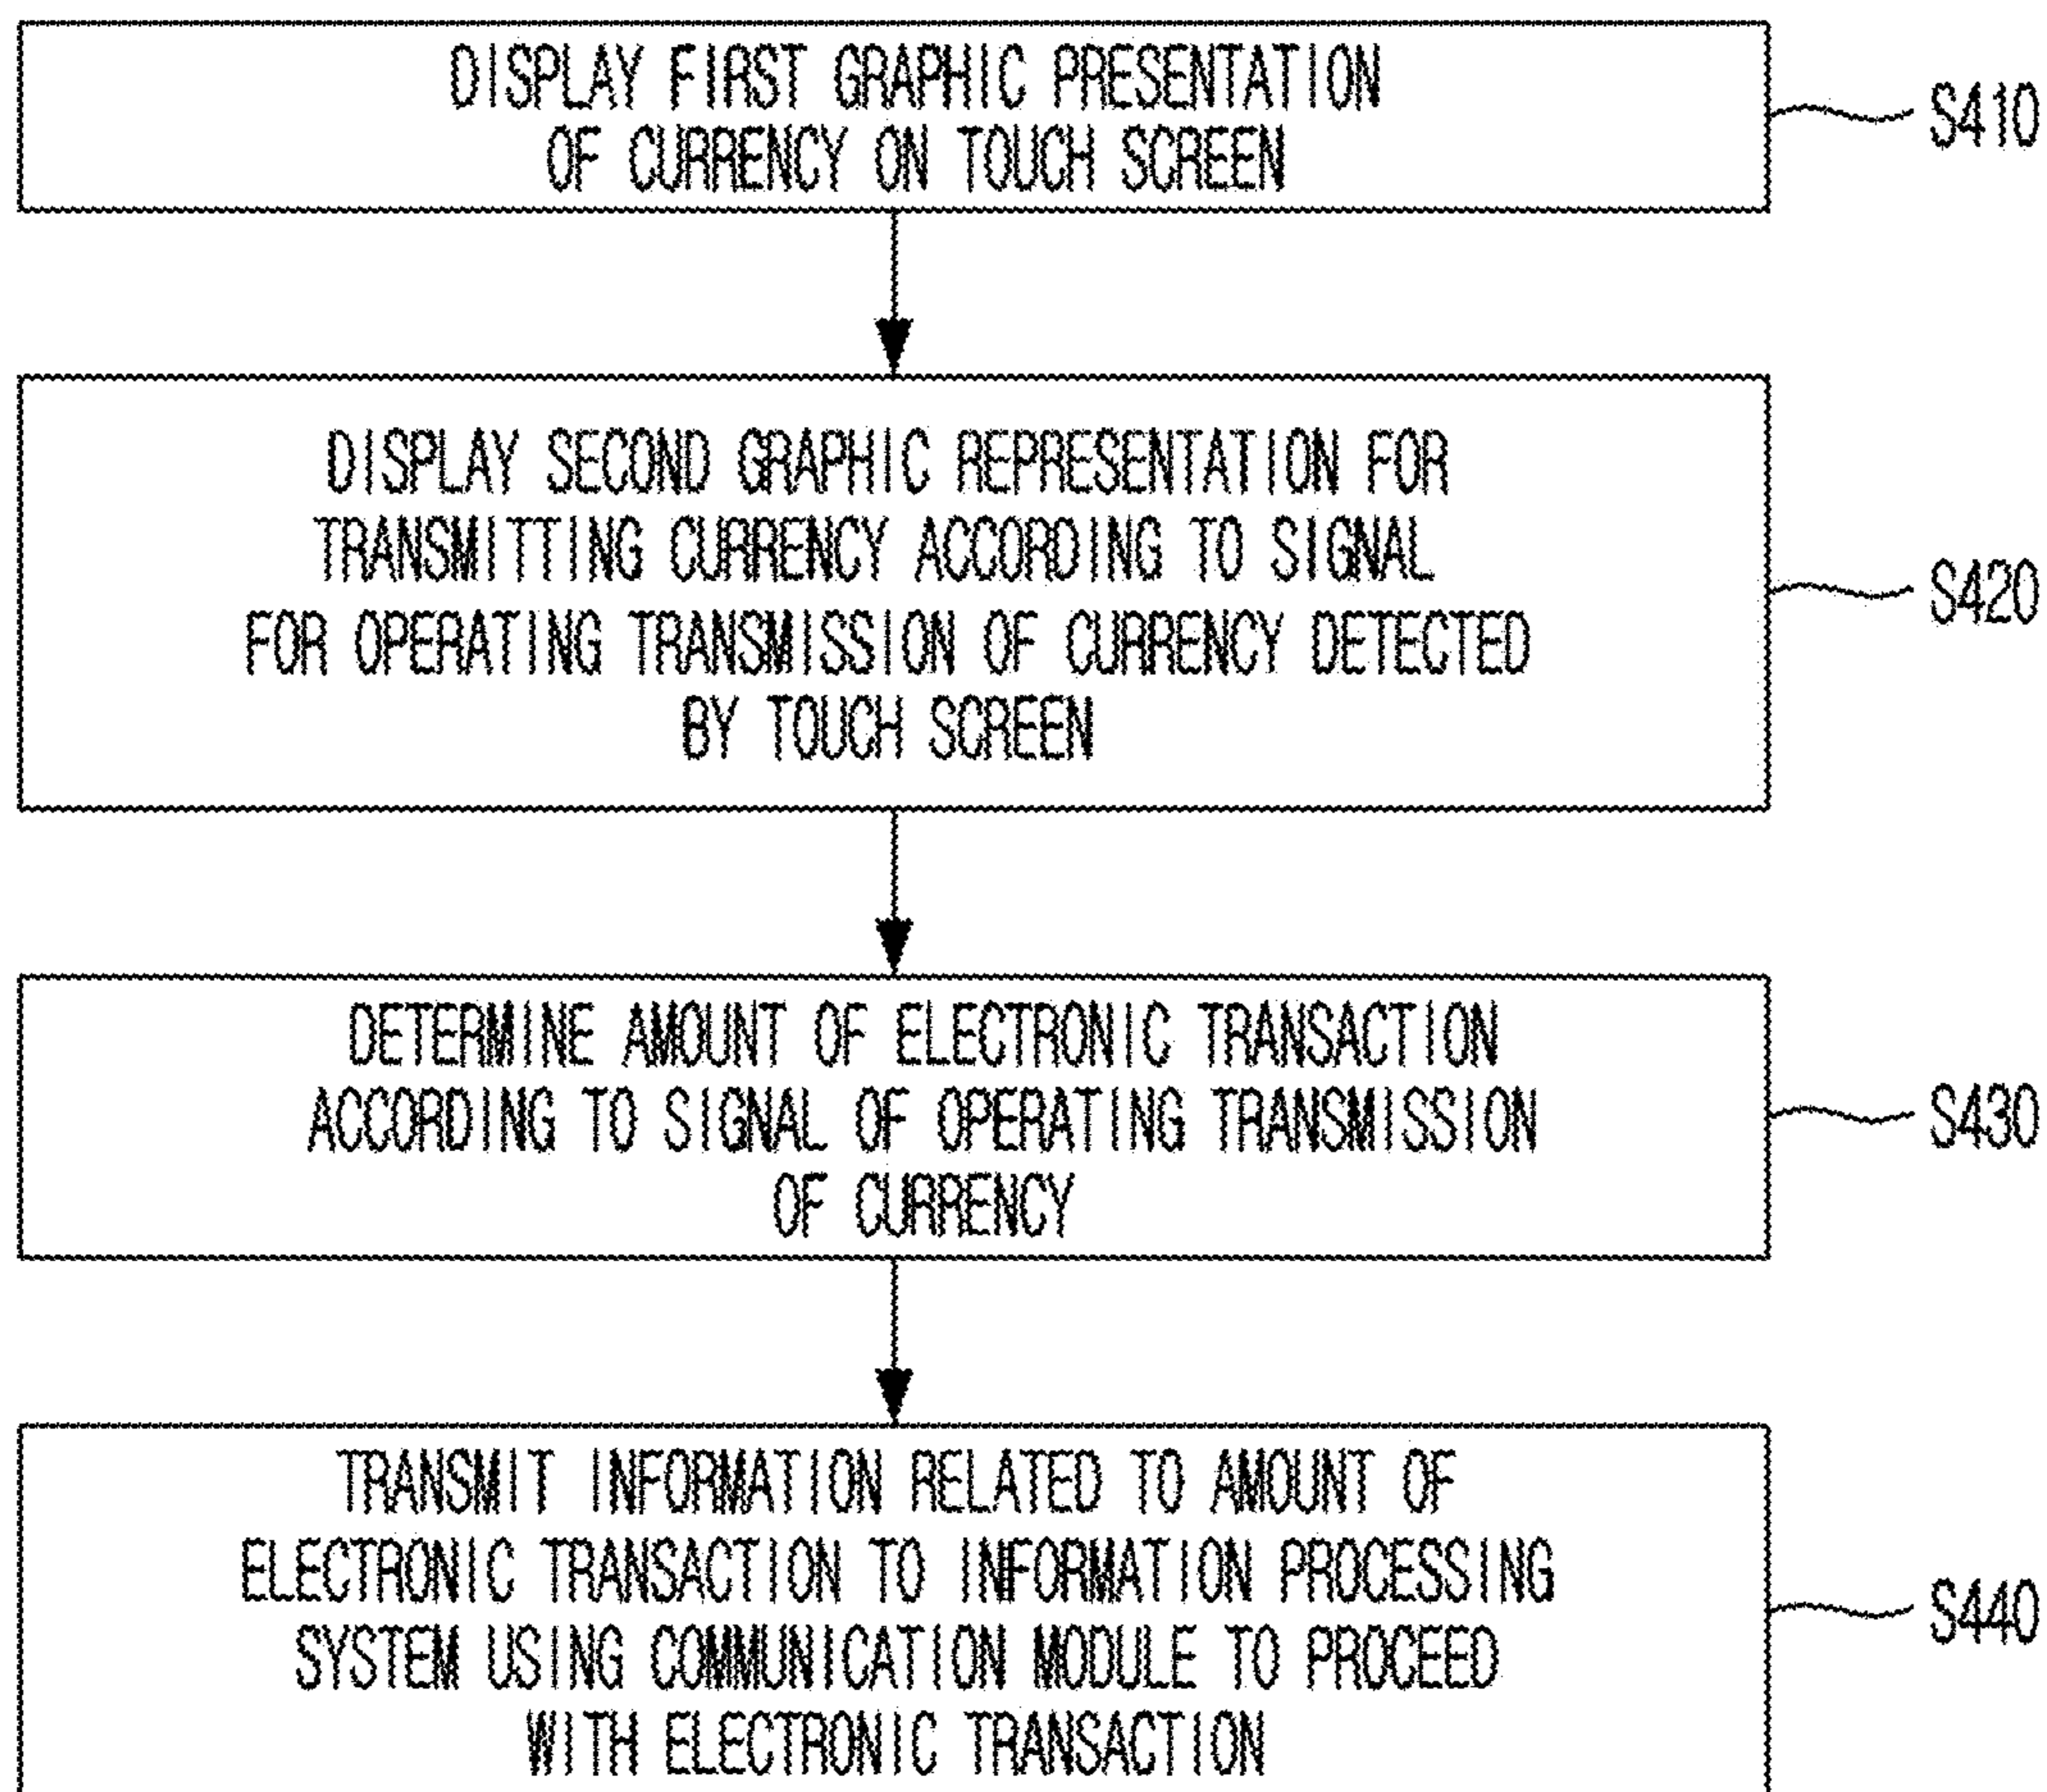 DISPLAY FIRST GRAPHIC PRESENTATION
OF CURRENCY ON TOUCH SCREEN
S410
DISPLAY SECOND GRAPHIC REPRESENTATION FOR
TRANSMITTING CURRENCY ACCORDING TO SIGNAL
FOR OPERATING TRANSMISSION OF CURRENCY DETECTED
BY TOUCH SCREEN
S420
DETERMINE AMOUNT OF ELECTRONIC TRANSACTION
ACCORDING TO SIGNAL OF OPERATING TRANSMISSION
OF CURRENCY
S430
TRANSMIT INFORMATION RELATED TO AMOUNT OF
ELECTRONIC TRANSACTION TO INFORMATION PROCESSING
SYSTEM USING COMMUNICATION MODULE TO PROCEED
WITH ELECTRONIC TRANSACTION
S440